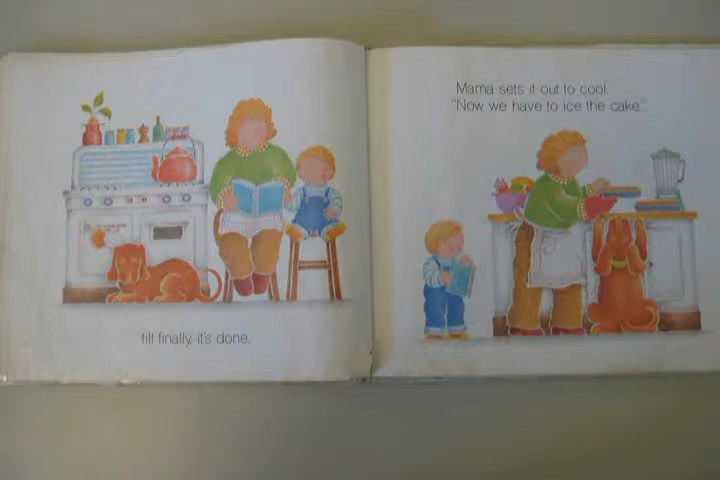 till finally, it's done.
Mama sets it out to cool.
"Now we have to ice the cake."